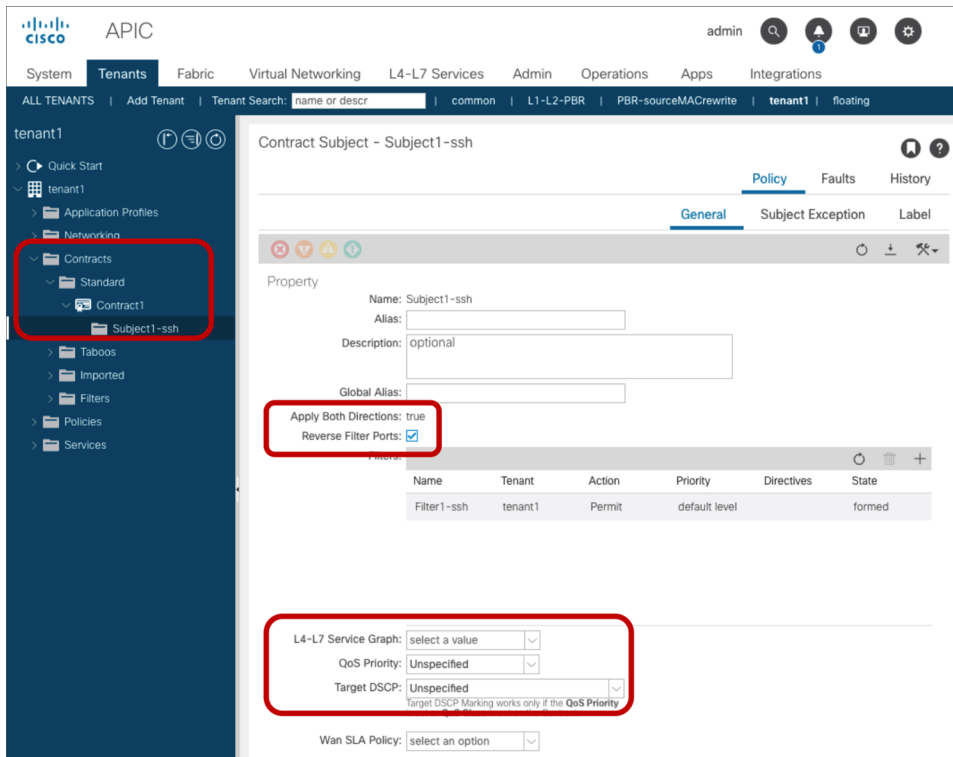 CISCO
APIC
admin
1
System Tenants Fabric Virtual Networking L4-L7 Services Admin Operations Apps Integrations
ALL TENANTS | Add Tenant | Tenant Search: name or descr | common | L1-L2-PBR | PBR-sourceMACrewrite | tenant1 | floating
tenant1
Quick Start
tenant1
Application Profiles
Networking
Contracts
Standard
Contract1
Subject1-ssh
Taboos
Imported
Filters
Policies
Services
Contract Subject - Subject1-ssh
Policy Faults History
General Subject Exception Label
Property
Name: Subject1-ssh
Alias:
Description: optional
Global Alias:
Apply Both Directions: true
Reverse Filter Ports:
Filters:
Name Tenant Action Priority Directives State
Filter1-ssh tenant1 Permit default level formed
L4-L7 Service Graph: select a value
QoS Priority: Unspecified
Target DSCP: Unspecified
Target DSCP Marking works only if the QoS Priority
Wan SLA Policy: select an option